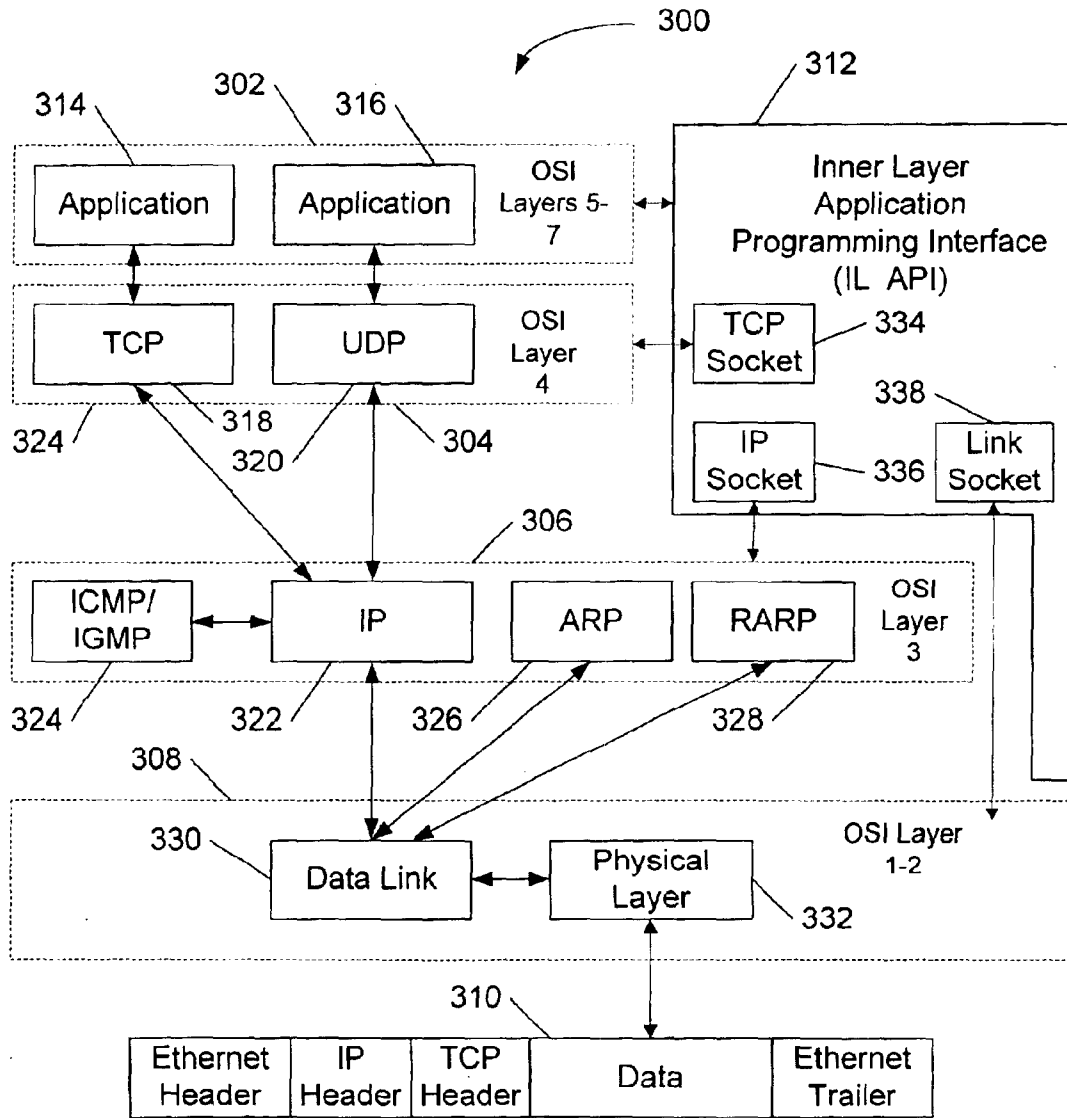 300
312
302
314
316
Application
Application
OSI
Layers 5-
7
Inner Layer
Application
Programming Interface
(IL API)
TCP
UDP
OSI
Layer
4
TCP
Socket
334
338
324
318
320
304
IP
Socket
336
Link
Socket
306
ICMP/
IGMP
IP
ARP
RARP
OSI
Layer
3
324
322
326
328
308
330
Data Link
Physical
Layer
332
OSI Layer
1-2
310
Ethernet
Header
IP
Header
TCP
Header
Data
Ethernet
Trailer